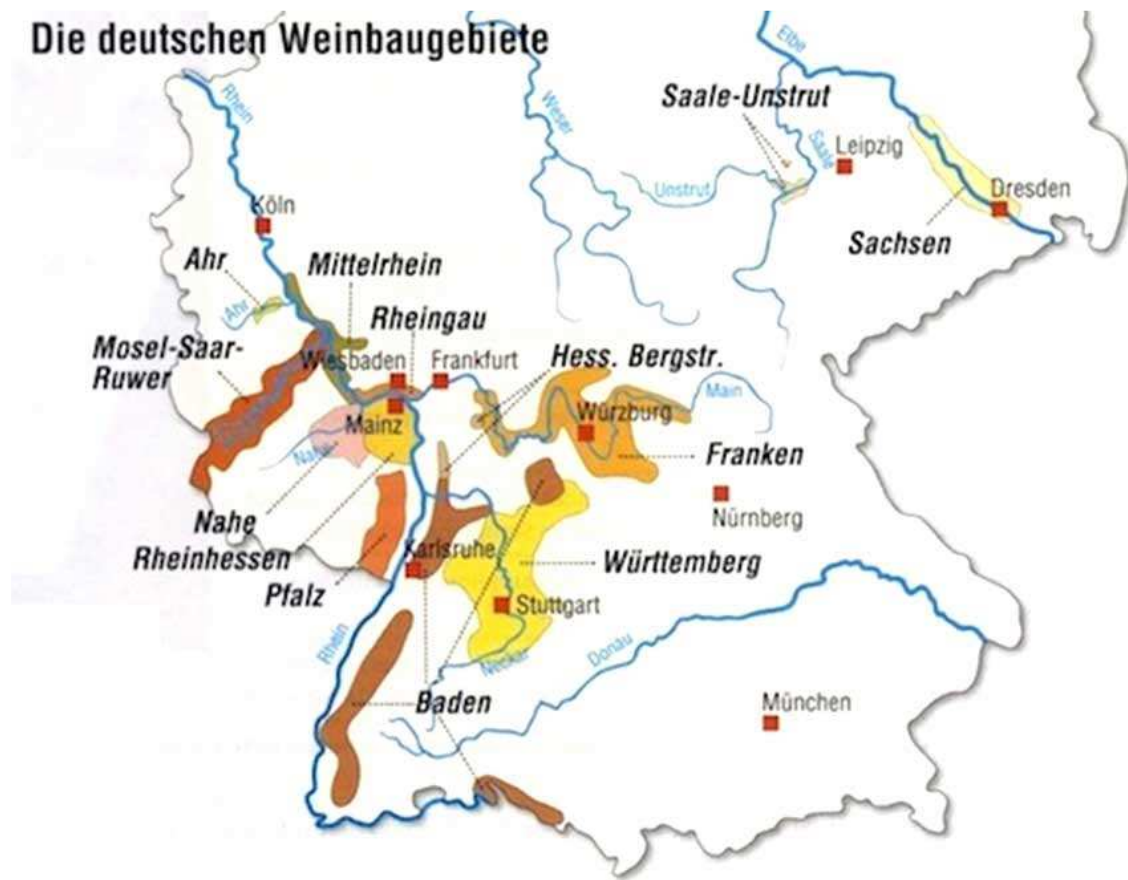 Die deutschen Weinbaugebiete
Elbe
Rhein
Weser
Saale-Unstrut
Saale
Leipzig
Unstrut
Dresden
Köln
Sachsen
Ahr
Mittelrhein
Ahr
Rheingau
Mosel-Saar-
Ruwer
Wiesbaden
Frankfurt
Hess. Bergstr.
Main
Mainz
Würzburg
Nahe
Franken
Nahe
Nürnberg
Rheinhessen
Karlsruhe
Württemberg
Pfalz
Stuttgart
Rhein
Neckar
Donau
Baden
München